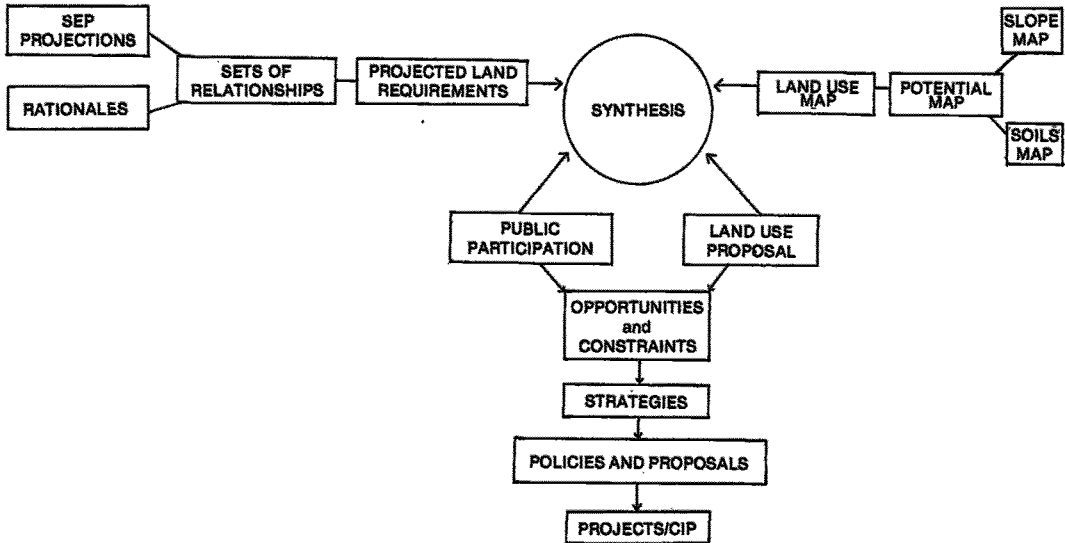 SEP
PROJECTIONS
RATIONALES
SETS OF
RELATIONSHIPS
PROJECTED LAND
REQUIREMENTS
SYNTHESIS
LAND USE
MAP
POTENTIAL
MAP
SLOPE
MAP
SOILS
MAP
PUBLIC
PARTICIPATION
LAND USE
PROPOSAL
OPPORTUNITIES
and
CONSTRAINTS
STRATEGIES
POLICIES AND PROPOSALS
PROJECTS/CIP